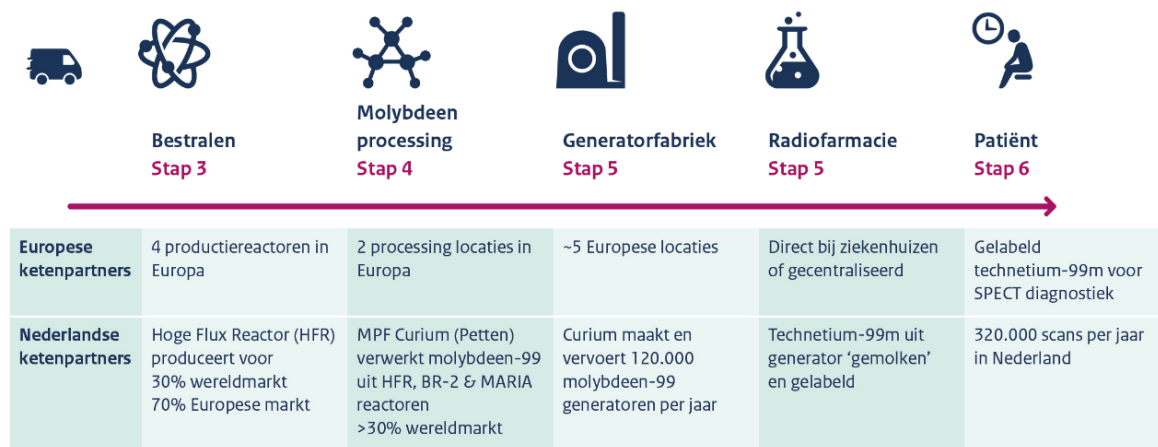 Bestralen
Stap 3
Molybdeen
processing
Stap 4
Generatorfabriek
Stap 5
Radiofarmacie
Stap 5
Patiënt
Stap 6
Europese
ketenpartners
4 productiereactoren in
Europa
2 processing locaties in
Europa
~5 Europese locaties
Direct bij ziekenhuizen
of gecentraliseerd
Gelabeld
technetium-99m voor
SPECT diagnostiek
Nederlandse
ketenpartners
Hoge Flux Reactor (HFR)
produceert voor
30% wereldmarkt
70% Europese markt
MPF Curium (Petten)
verwerkt molybdeen-99
uit HFR, BR-2 & MARIA
reactoren
>30% wereldmarkt
Curium maakt en
vervoert 120.000
molybdeen-99
generatoren per jaar
Technetium-99m uit
generator ‘gemolken’
en gelabeld
320.000 scans per jaar
in Nederland